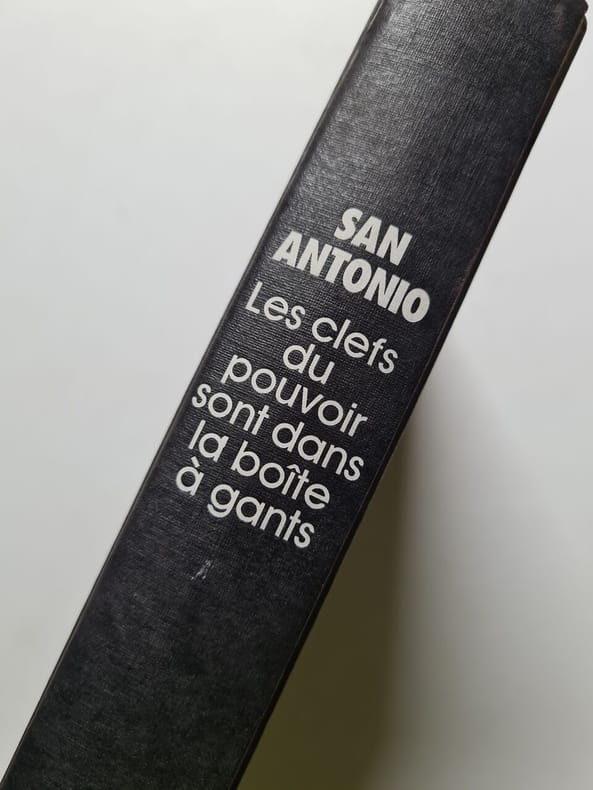 SAN
ANTONIO
Les clefs
du
pouvoir
sont dans
la boîte
à gants